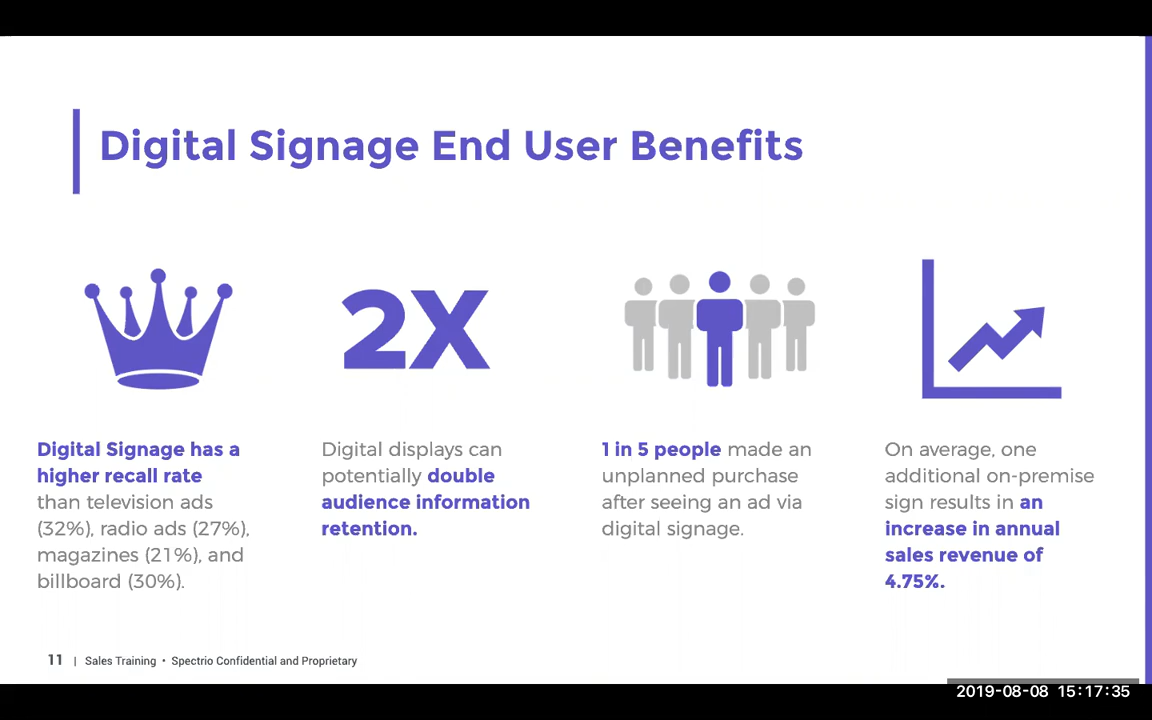 Digital Signage End User Benefits
2X
Digital Signage has a
higher recall rate
than television ads
(32%), radio ads (27%),
magazines (21%), and
billboard (30%).
Digital displays can
potentially double
audience information
retention.
1 in 5 people made an
unplanned purchase
after seeing an ad via
digital signage.
On average, one
additional on-premise
sign results in an
increase in annual
sales revenue of
4.75%.
11 | Sales Training • Spectrio Confidential and Proprietary
2019-08-08 15:17:35